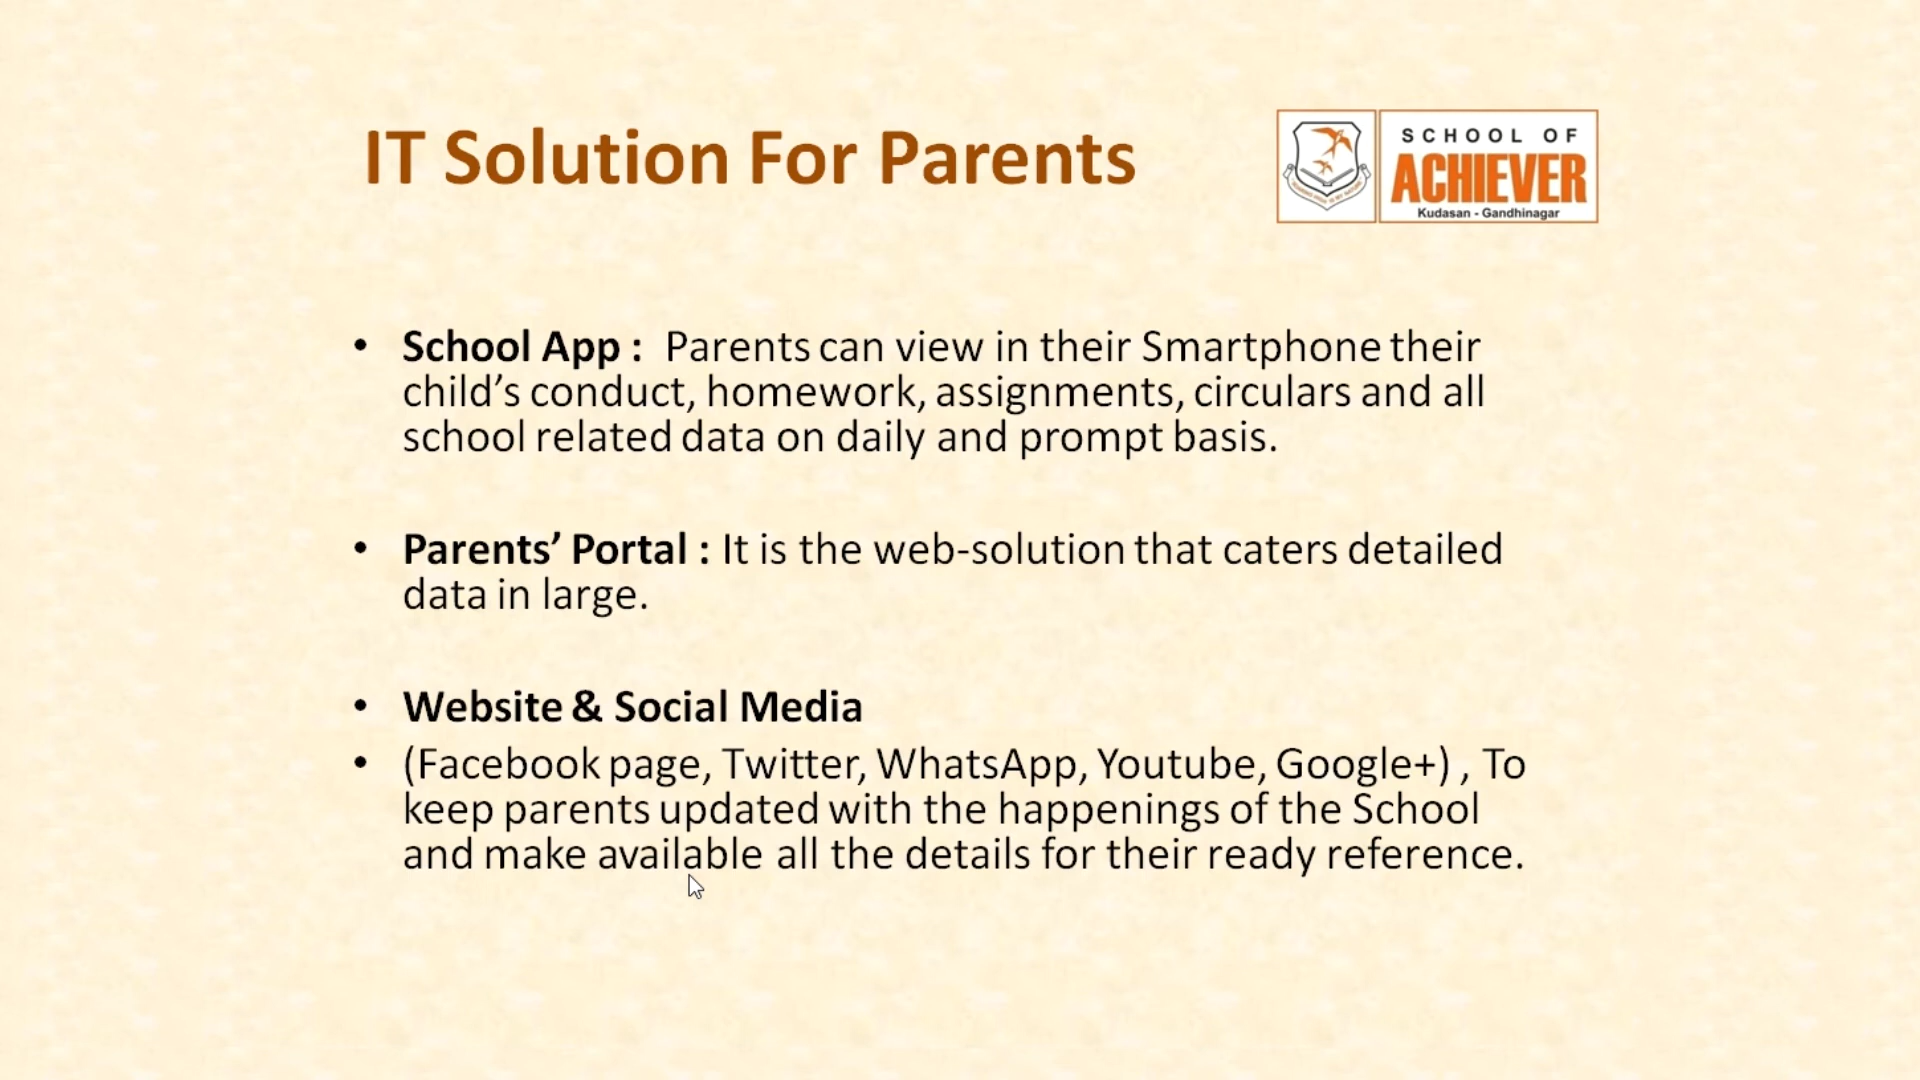 IT Solution For Parents
SCHOOL OF
ACHIEVER
Kudasan - Gandhinagar
• School App :  Parents can view in their Smartphone their
child’s conduct, homework, assignments, circulars and all
school related data on daily and prompt basis.
• Parents’ Portal : It is the web-solution that caters detailed
data in large.
• Website & Social Media
• (Facebook page, Twitter, WhatsApp, Youtube, Google+) , To
keep parents updated with the happenings of the School
and make available all the details for their ready reference.